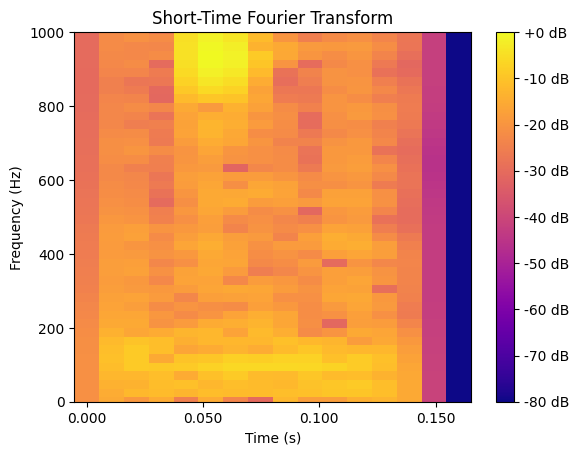 Short-Time Fourier Transform
Frequency (Hz)
1000
800
600
400
200
0
0.000
0.050
0.100
0.150
Time (s)
+0 dB
-10 dB
-20 dB
-30 dB
-40 dB
-50 dB
-60 dB
-70 dB
-80 dB